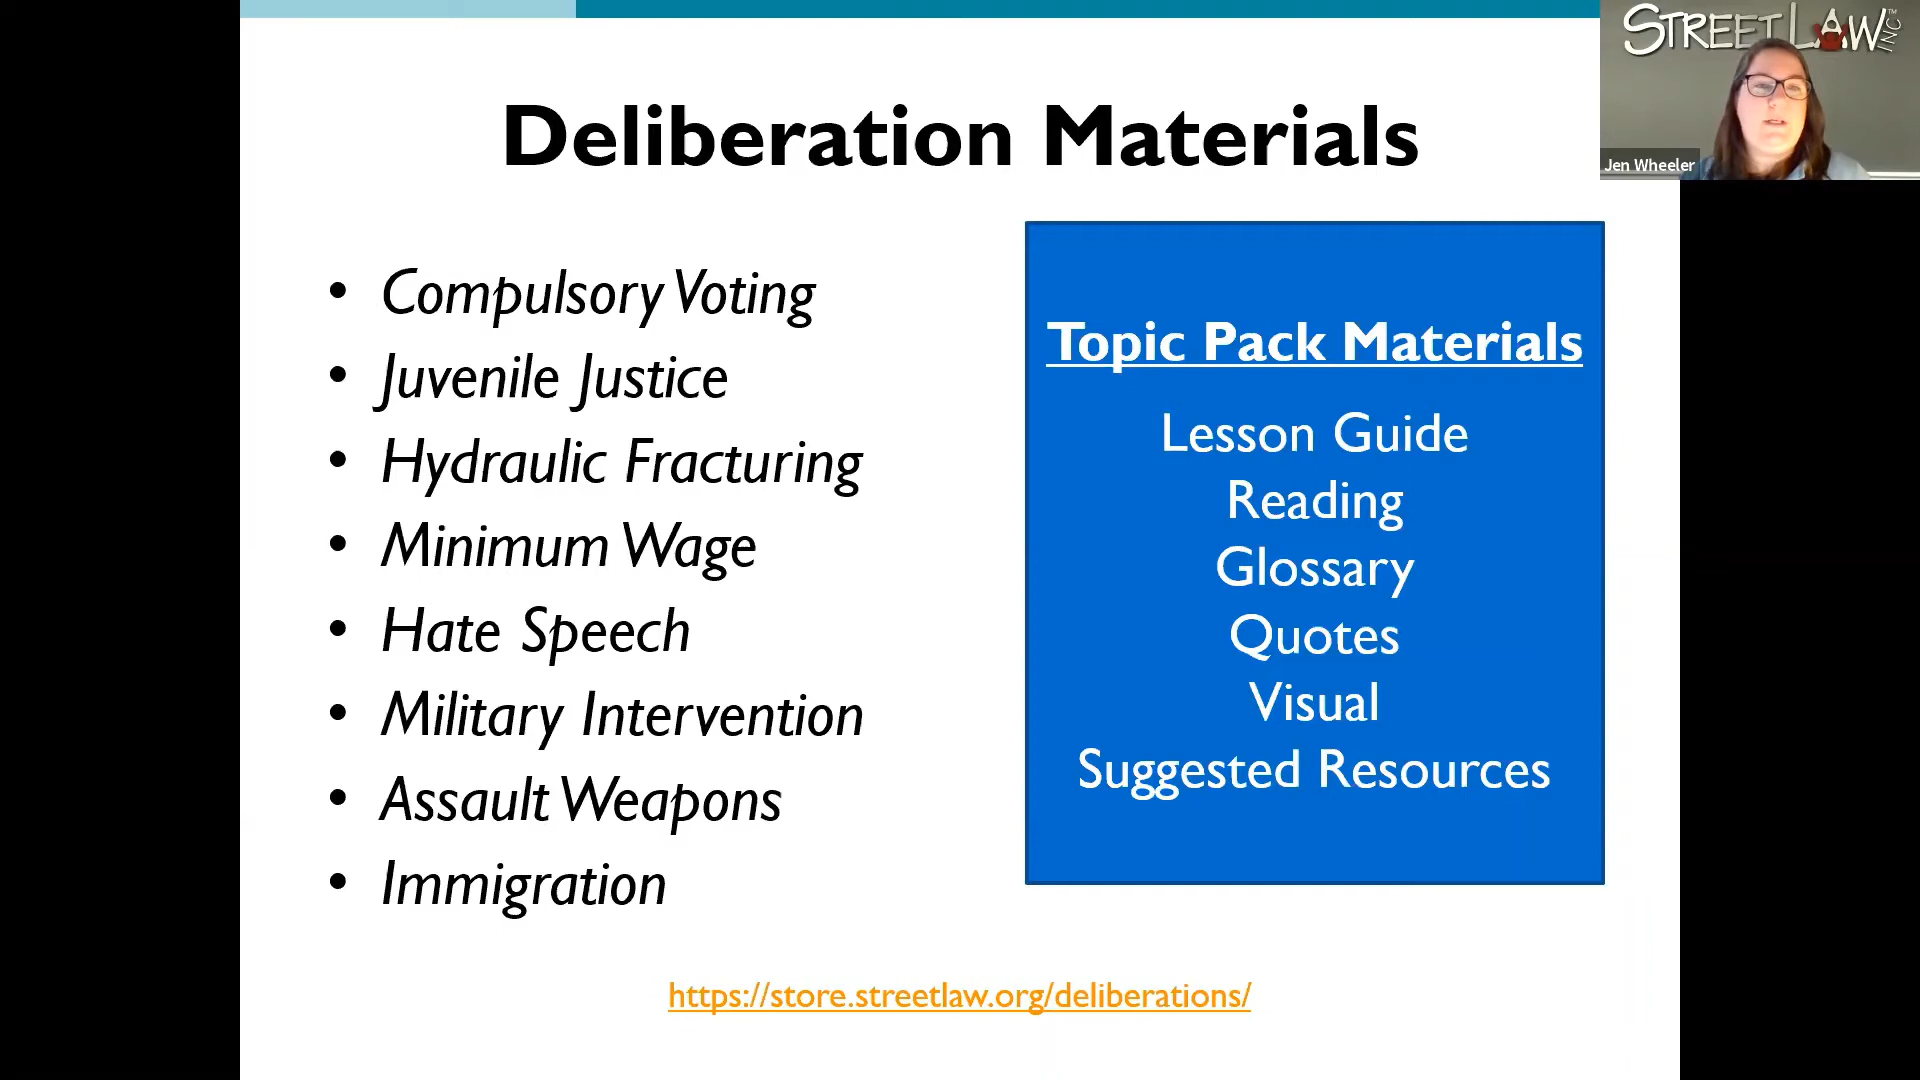 STREET LAW INC™
Jen Wheeler
Deliberation Materials
• Compulsory Voting
• Juvenile Justice
• Hydraulic Fracturing
• Minimum Wage
• Hate Speech
• Military Intervention
• Assault Weapons
• Immigration
Topic Pack Materials
Lesson Guide
Reading
Glossary
Quotes
Visual
Suggested Resources
https://store.streetlaw.org/deliberations/